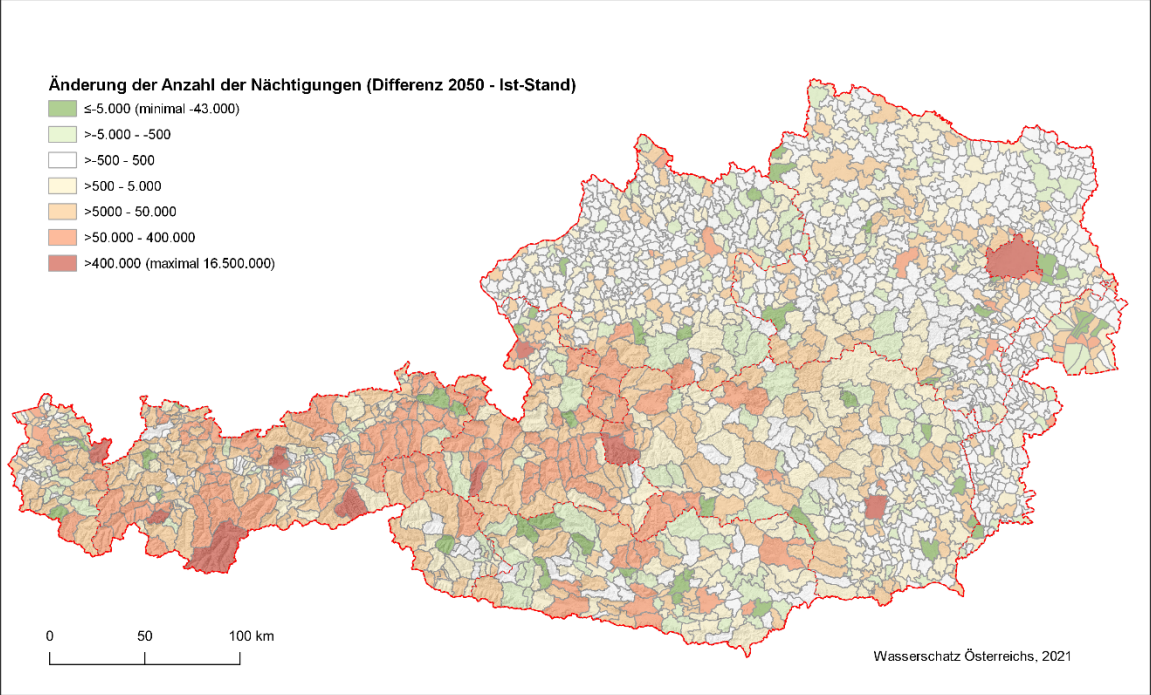 Änderung der Anzahl der Nächtigungen (Differenz 2050 - Ist-Stand)
≤-5.000 (minimal -43.000)
>-5.000 - -500
>-500 - 500
>500 - 5.000
>5000 - 50.000
>50.000 - 400.000
>400.000 (maximal 16.500.000)
0 50 100 km
Wasserschatz Österreichs, 2021